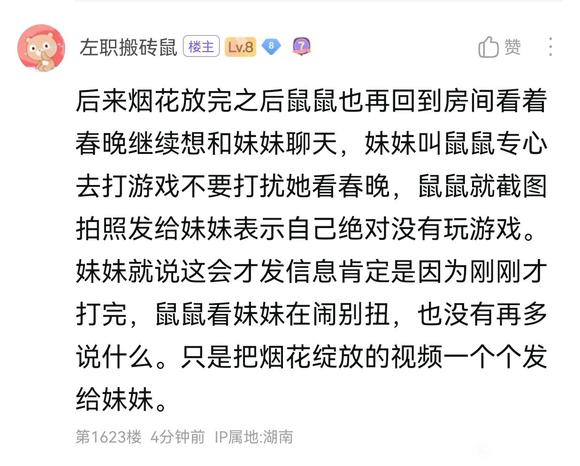 左职搬砖鼠 楼主 Lv.8 8 7 赞
后来烟花放完之后鼠鼠也再回到房间看着
春晚继续想和妹妹聊天，妹妹叫鼠鼠专心
去打游戏不要打扰她看春晚，鼠鼠就截图
拍照发给妹妹表示自己绝对没有玩游戏。
妹妹就说这会才发信息肯定是因为刚刚才
打完，鼠鼠看妹妹在闹别扭，也没有再多
说什么。只是把烟花绽放的视频一个个发
给妹妹。
第1623楼 4分钟前 IP属地:湖南